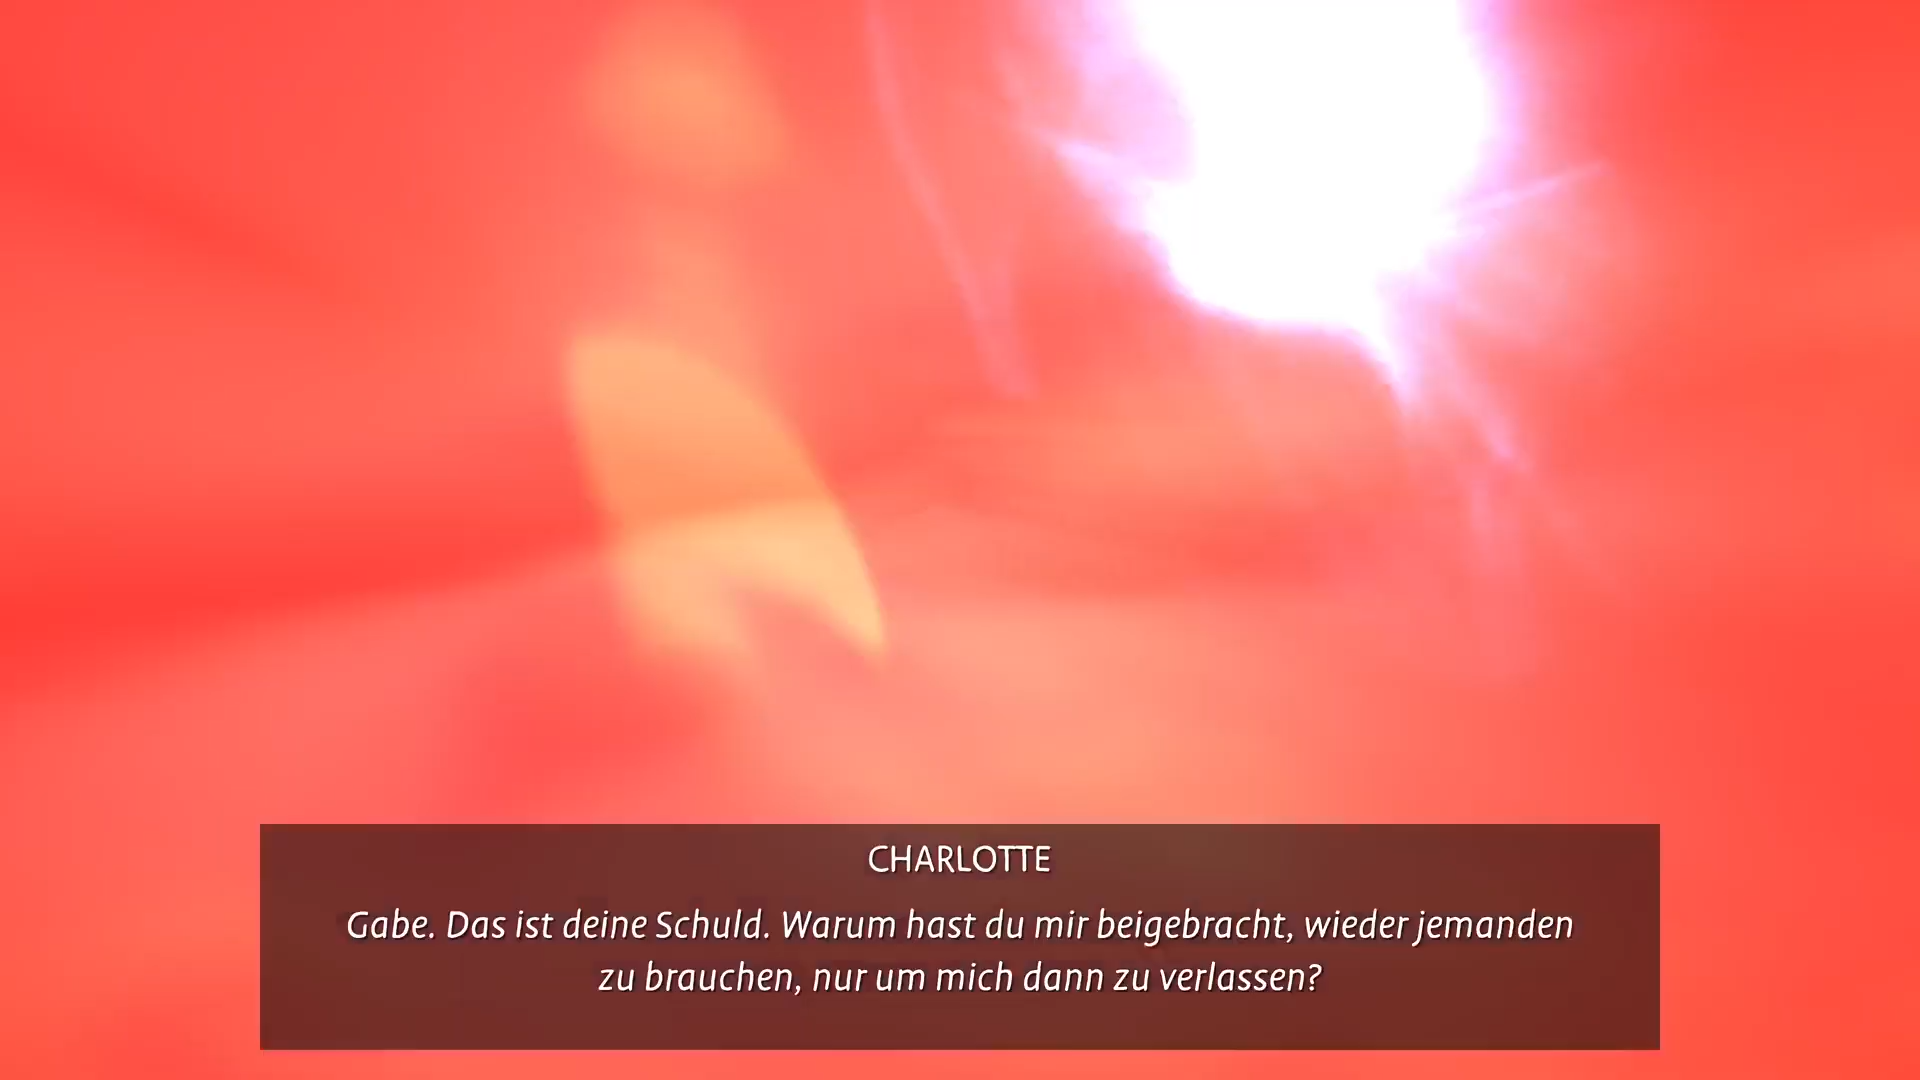 CHARLOTTE
Gabe. Das ist deine Schuld. Warum hast du mir beigebracht, wieder jemanden
zu brauchen, nur um mich dann zu verlassen?